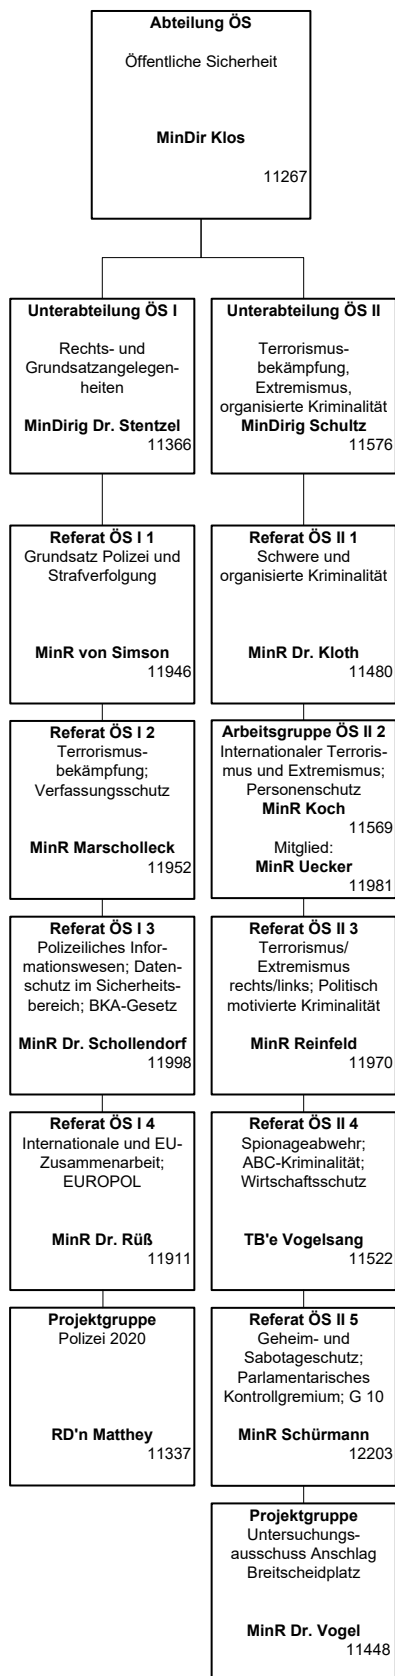 Abteilung ÖS
Öffentliche Sicherheit
MinDir Klos
11267
Unterabteilung ÖS I
Rechts- und
Grundsatzangelegen-
heiten
MinDirig Dr. Stentzel
11366
Unterabteilung ÖS II
Terrorismus-
bekämpfung,
Extremismus,
organisierte Kriminalität
MinDirig Schultz
11576
Referat ÖS I 1
Grundsatz Polizei und
Strafverfolgung
MinR von Simson
11946
Referat ÖS II 1
Schwere und
organisierte Kriminalität
MinR Dr. Kloth
11480
Referat ÖS I 2
Terrorismus-
bekämpfung;
Verfassungsschutz
MinR Marscholleck
11952
Arbeitsgruppe ÖS II 2
Internationaler Terroris-
mus und Extremismus;
Personenschutz
MinR Koch
11569
Mitglied:
MinR Uecker
11981
Referat ÖS I 3
Polizeiliches Infor-
mationswesen; Daten-
schutz im Sicherheits-
bereich; BKA-Gesetz
MinR Dr. Schollendorf
11998
Referat ÖS II 3
Terrorismus/
Extremismus
rechts/links; Politisch
motivierte Kriminalität
MinR Reinfeld
11970
Referat ÖS I 4
Internationale und EU-
Zusammenarbeit;
EUROPOL
MinR Dr. Rüß
11911
Referat ÖS II 4
Spionageabwehr;
ABC-Kriminalität;
Wirtschaftsschutz
TB'e Vogelsang
11522
Projektgruppe
Polizei 2020
RD'n Matthey
11337
Referat ÖS II 5
Geheim- und
Sabotageschutz;
Parlamentarisches
Kontrollgremium; G 10
MinR Schürmann
12203
Projektgruppe
Untersuchungs-
ausschuss Anschlag
Breitscheidplatz
MinR Dr. Vogel
11448